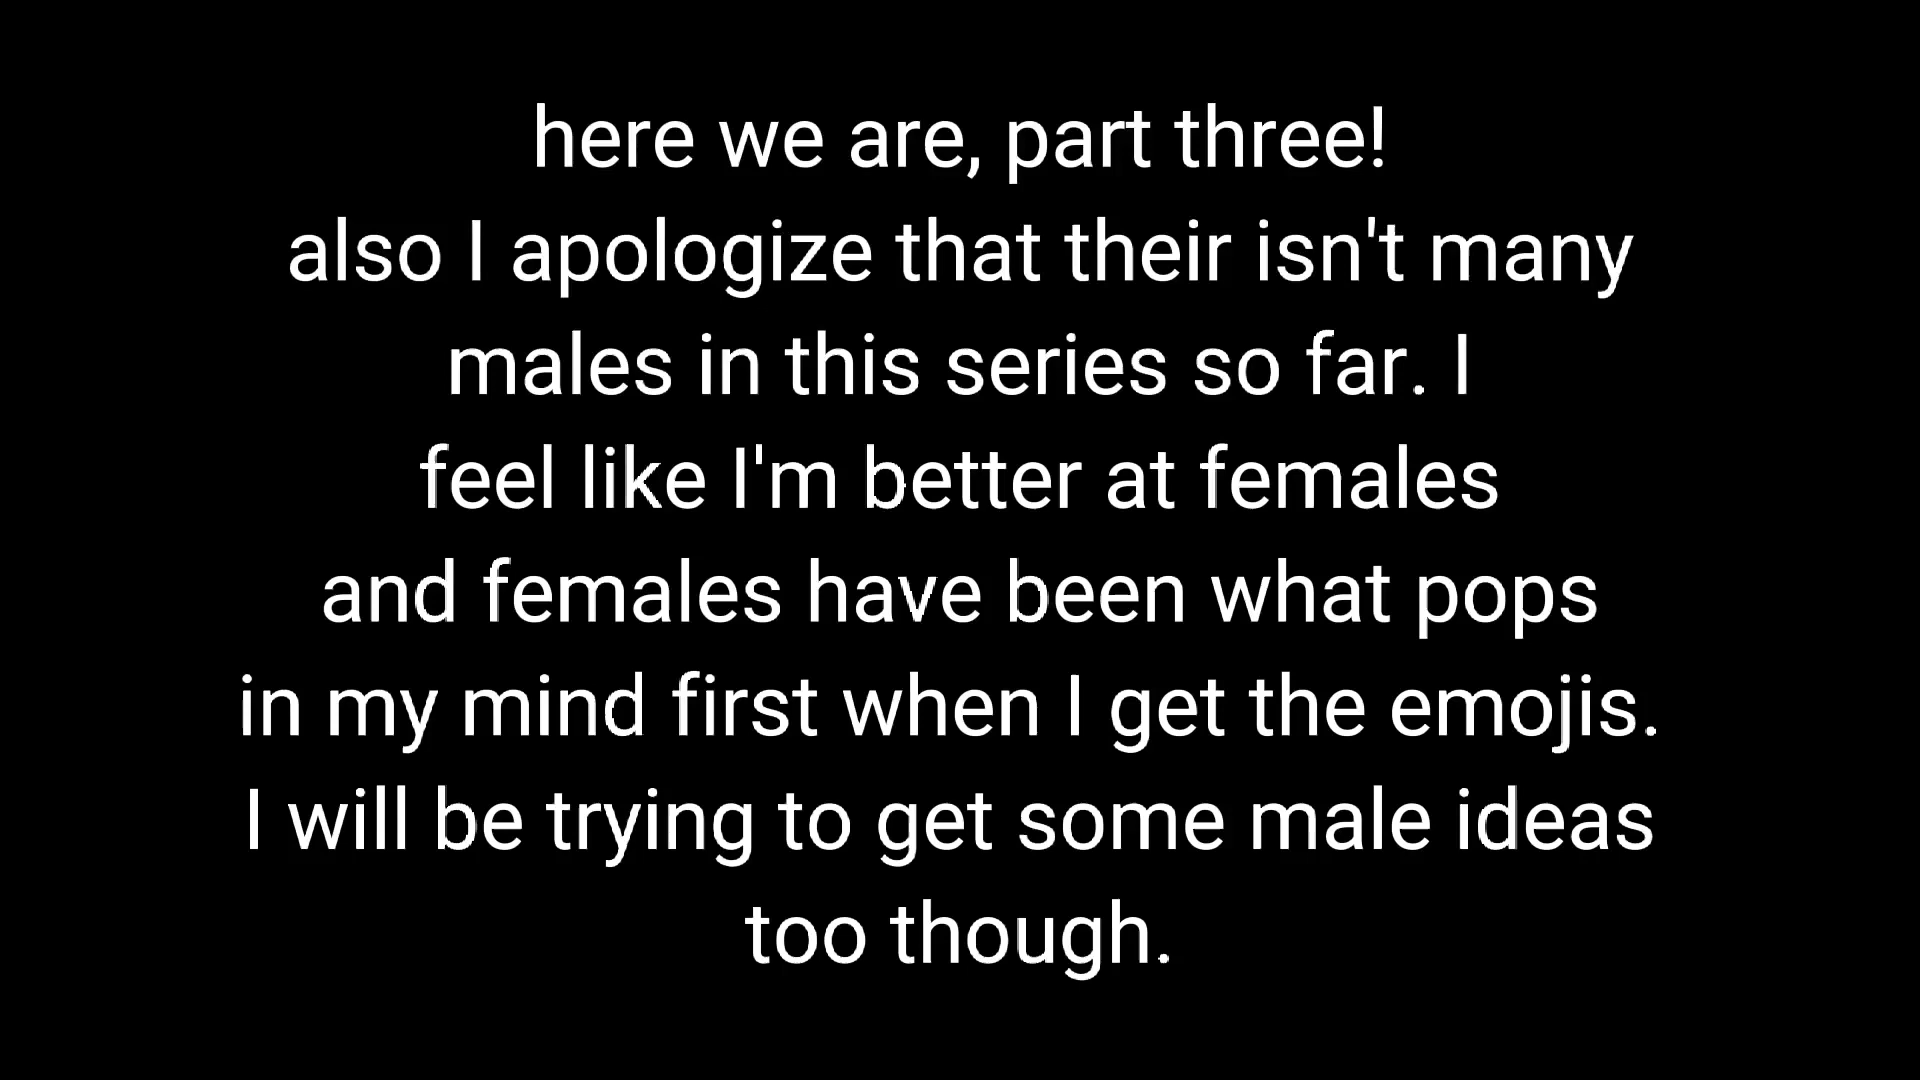 here we are, part three!
also I apologize that their isn't many
males in this series so far. I
feel like I'm better at females
and females have been what pops
in my mind first when I get the emojis.
I will be trying to get some male ideas
too though.